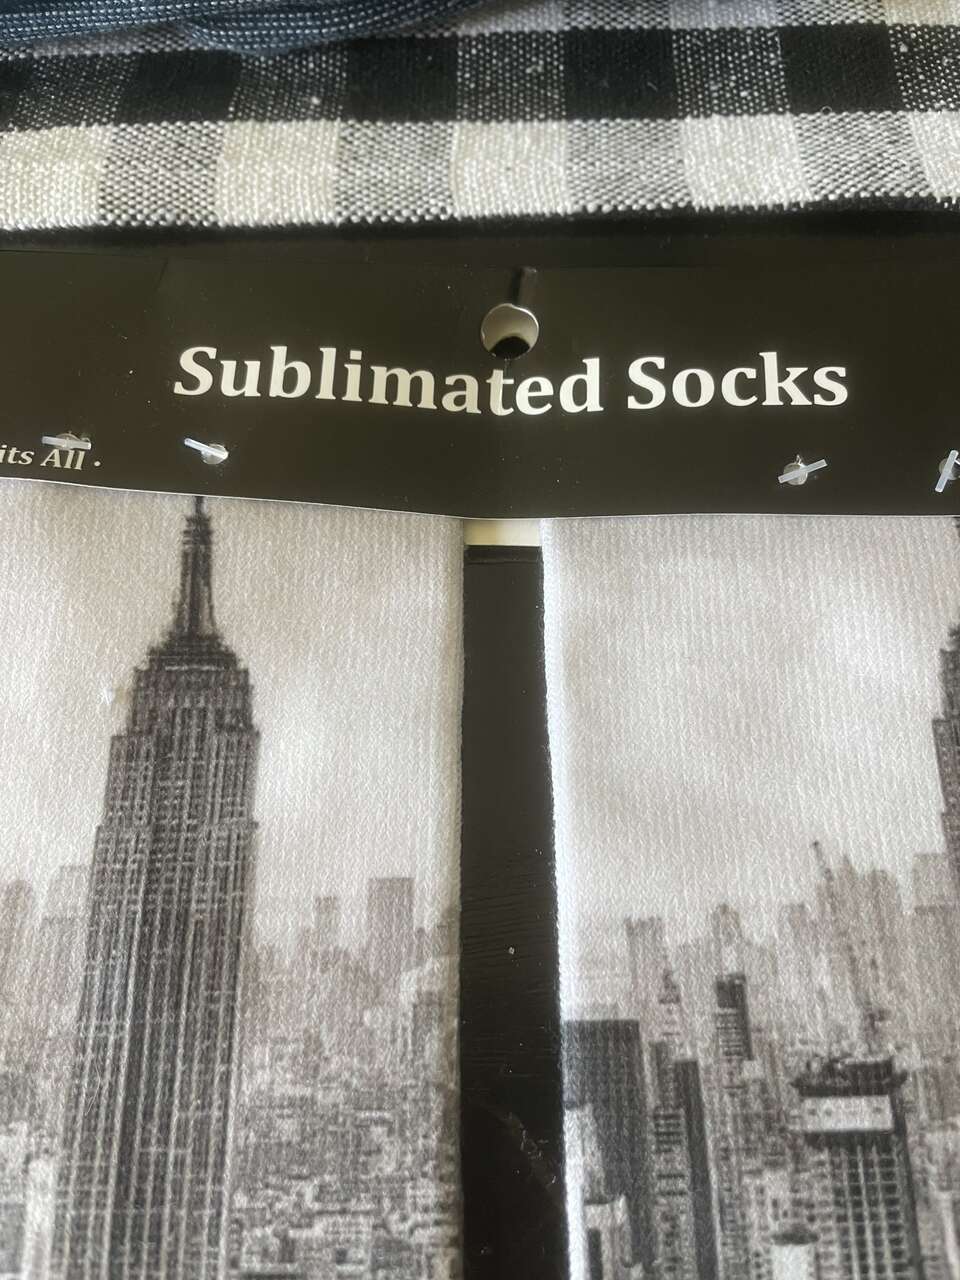 Sublimated Socks
its All ·